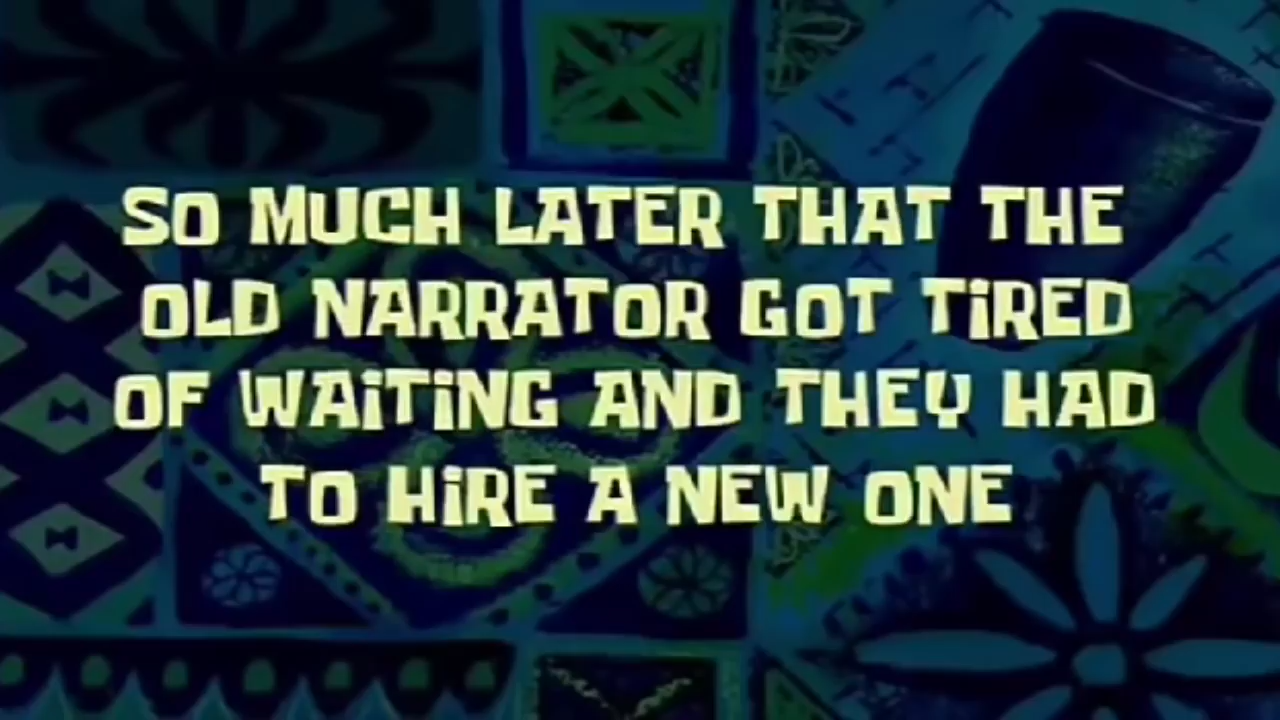 SO MUCH LATER THAT THE
OLD NARRATOR GOT TIRED
OF WAITING AND THEY HAD
TO HIRE A NEW ONE